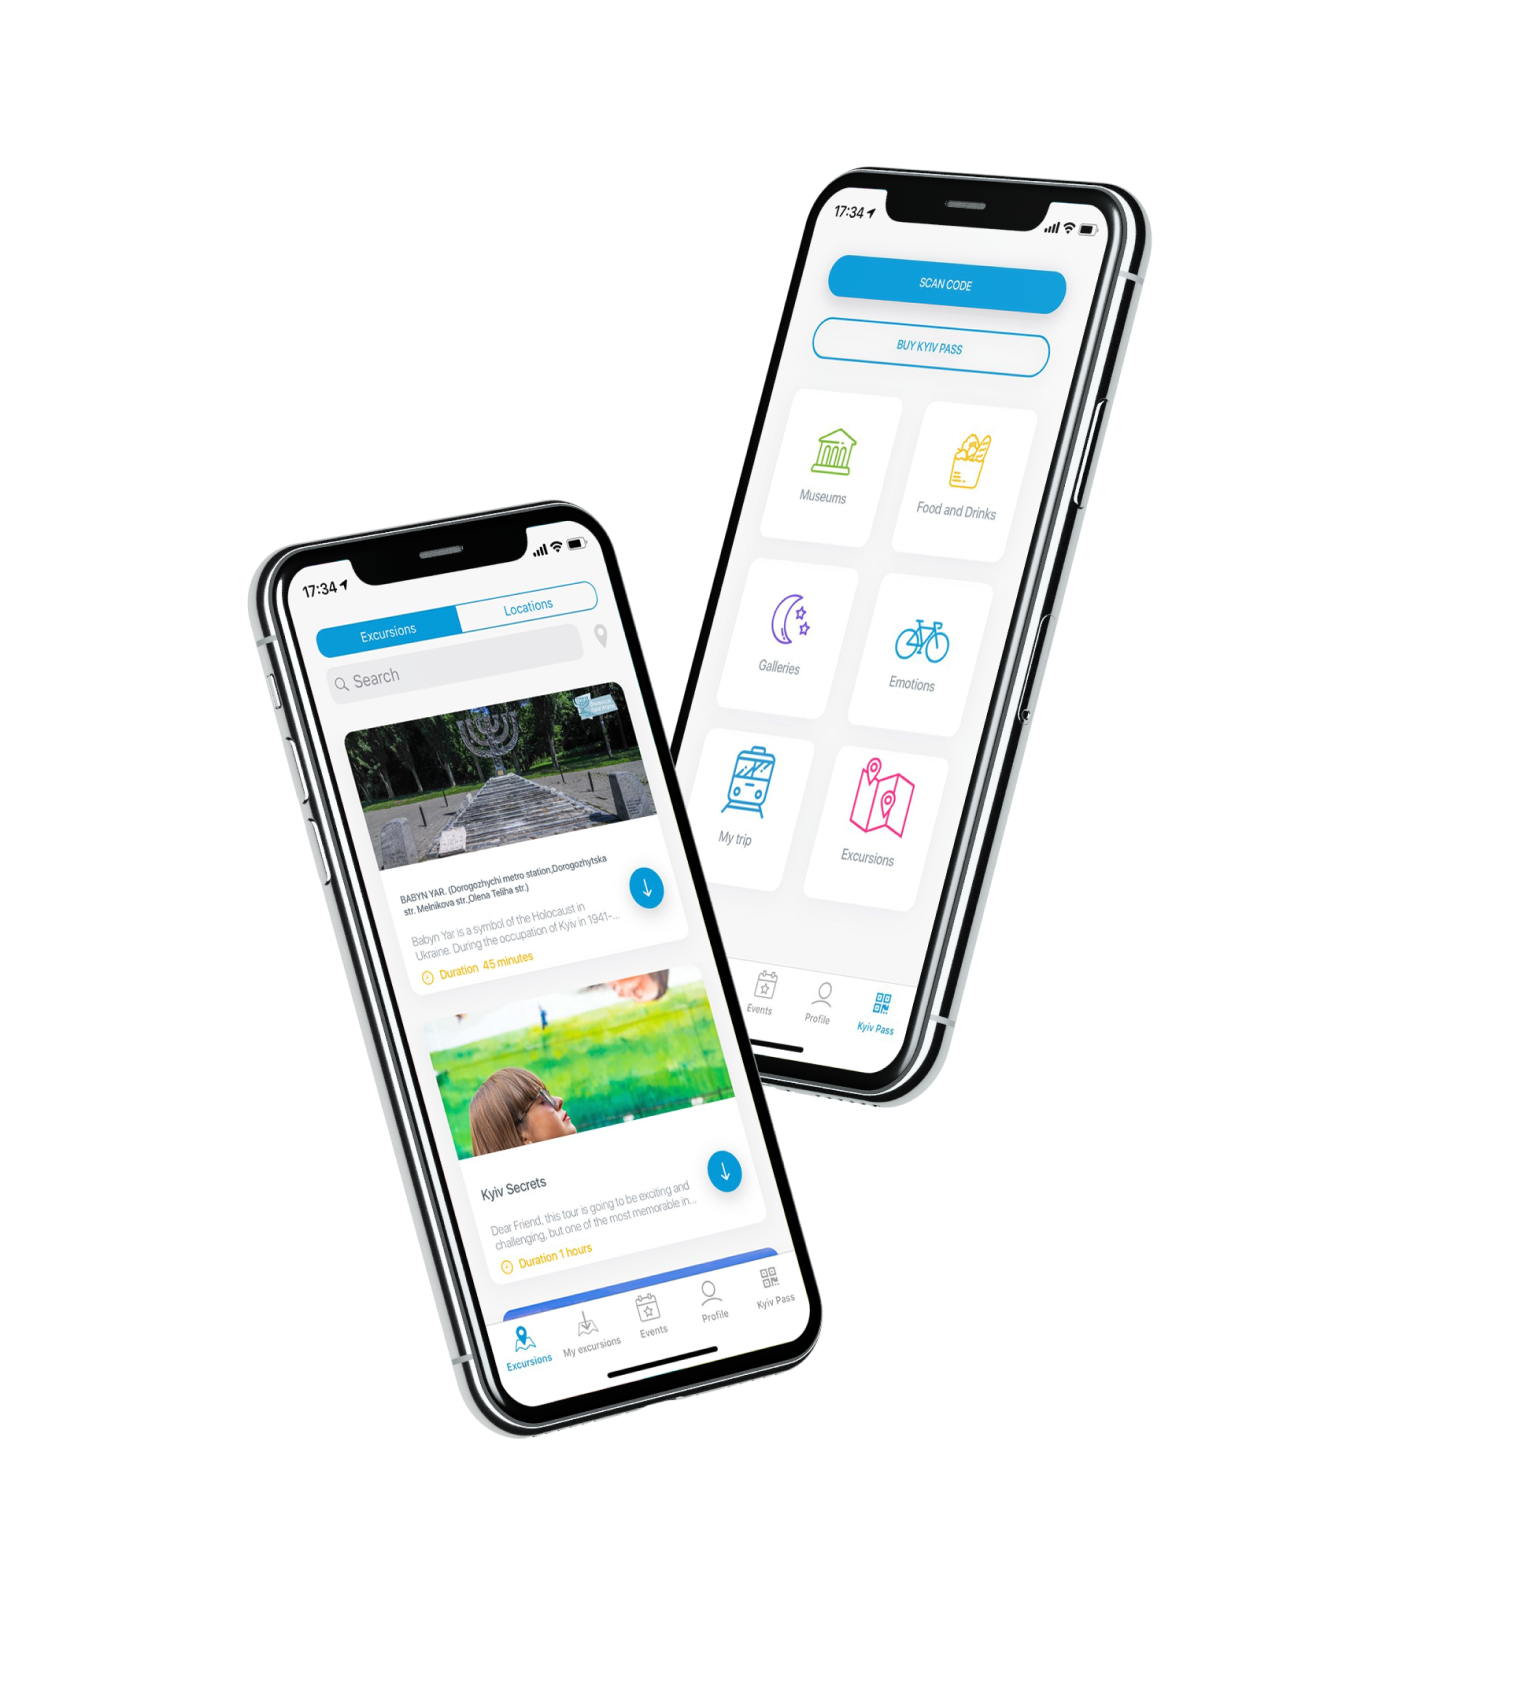 17:34
Excursions
Locations
Search
BABYN YAR. (Dorogozhychi metro station,Dorogozhytska
str. Melnikova str.,Olena Teliha str.)
Babyn Yar is a symbol of the Holocaust in
Ukraine. During the occupation of Kyiv in 1941-...
Duration 45 minutes
Kyiv Secrets
Dear Friend, this tour is going to be exciting and
challenging, but one of the most memorable in...
Duration 1 hours
Excursions
My excursions
Events
Profile
Kyiv Pass
17:34
SCAN CODE
BUY KYIV PASS
Museums
Food and Drinks
Galleries
Emotions
My trip
Excursions
Events
Profile
Kyiv Pass